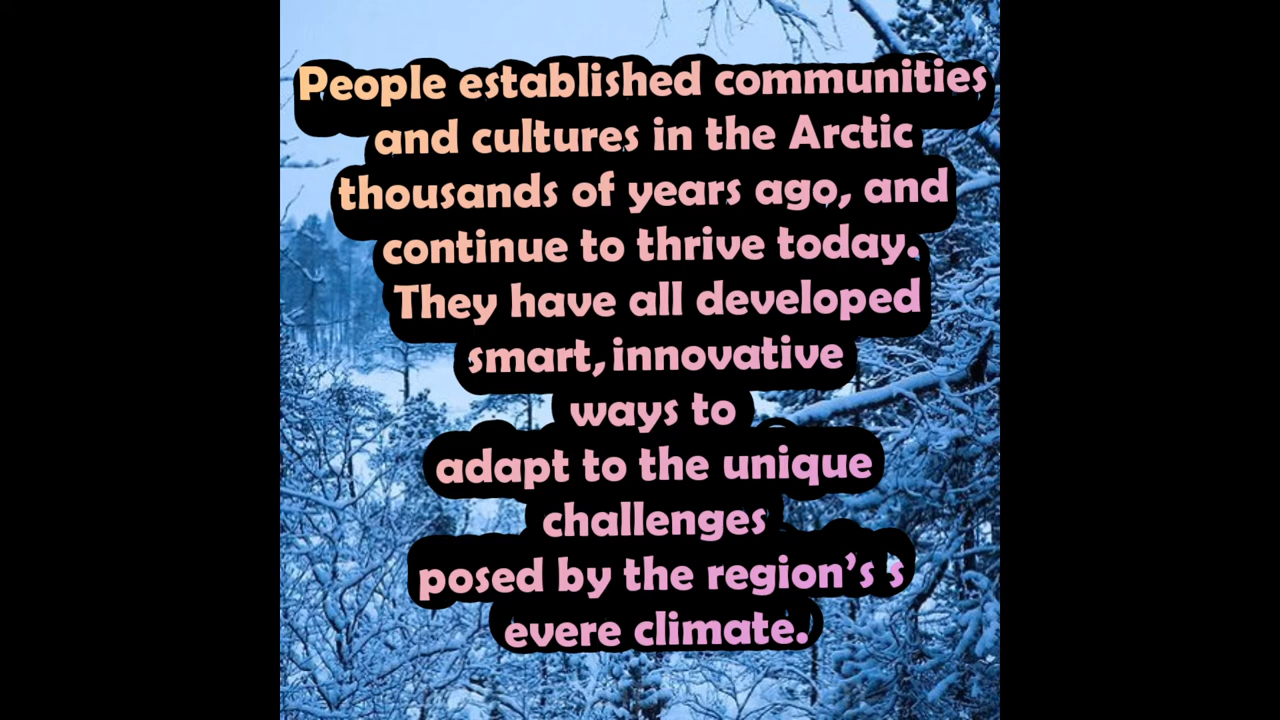 People established communities
and cultures in the Arctic
thousands of years ago, and
continue to thrive today.
They have all developed
smart, innovative
ways to
adapt to the unique
challenges
posed by the region’s s
evere climate.